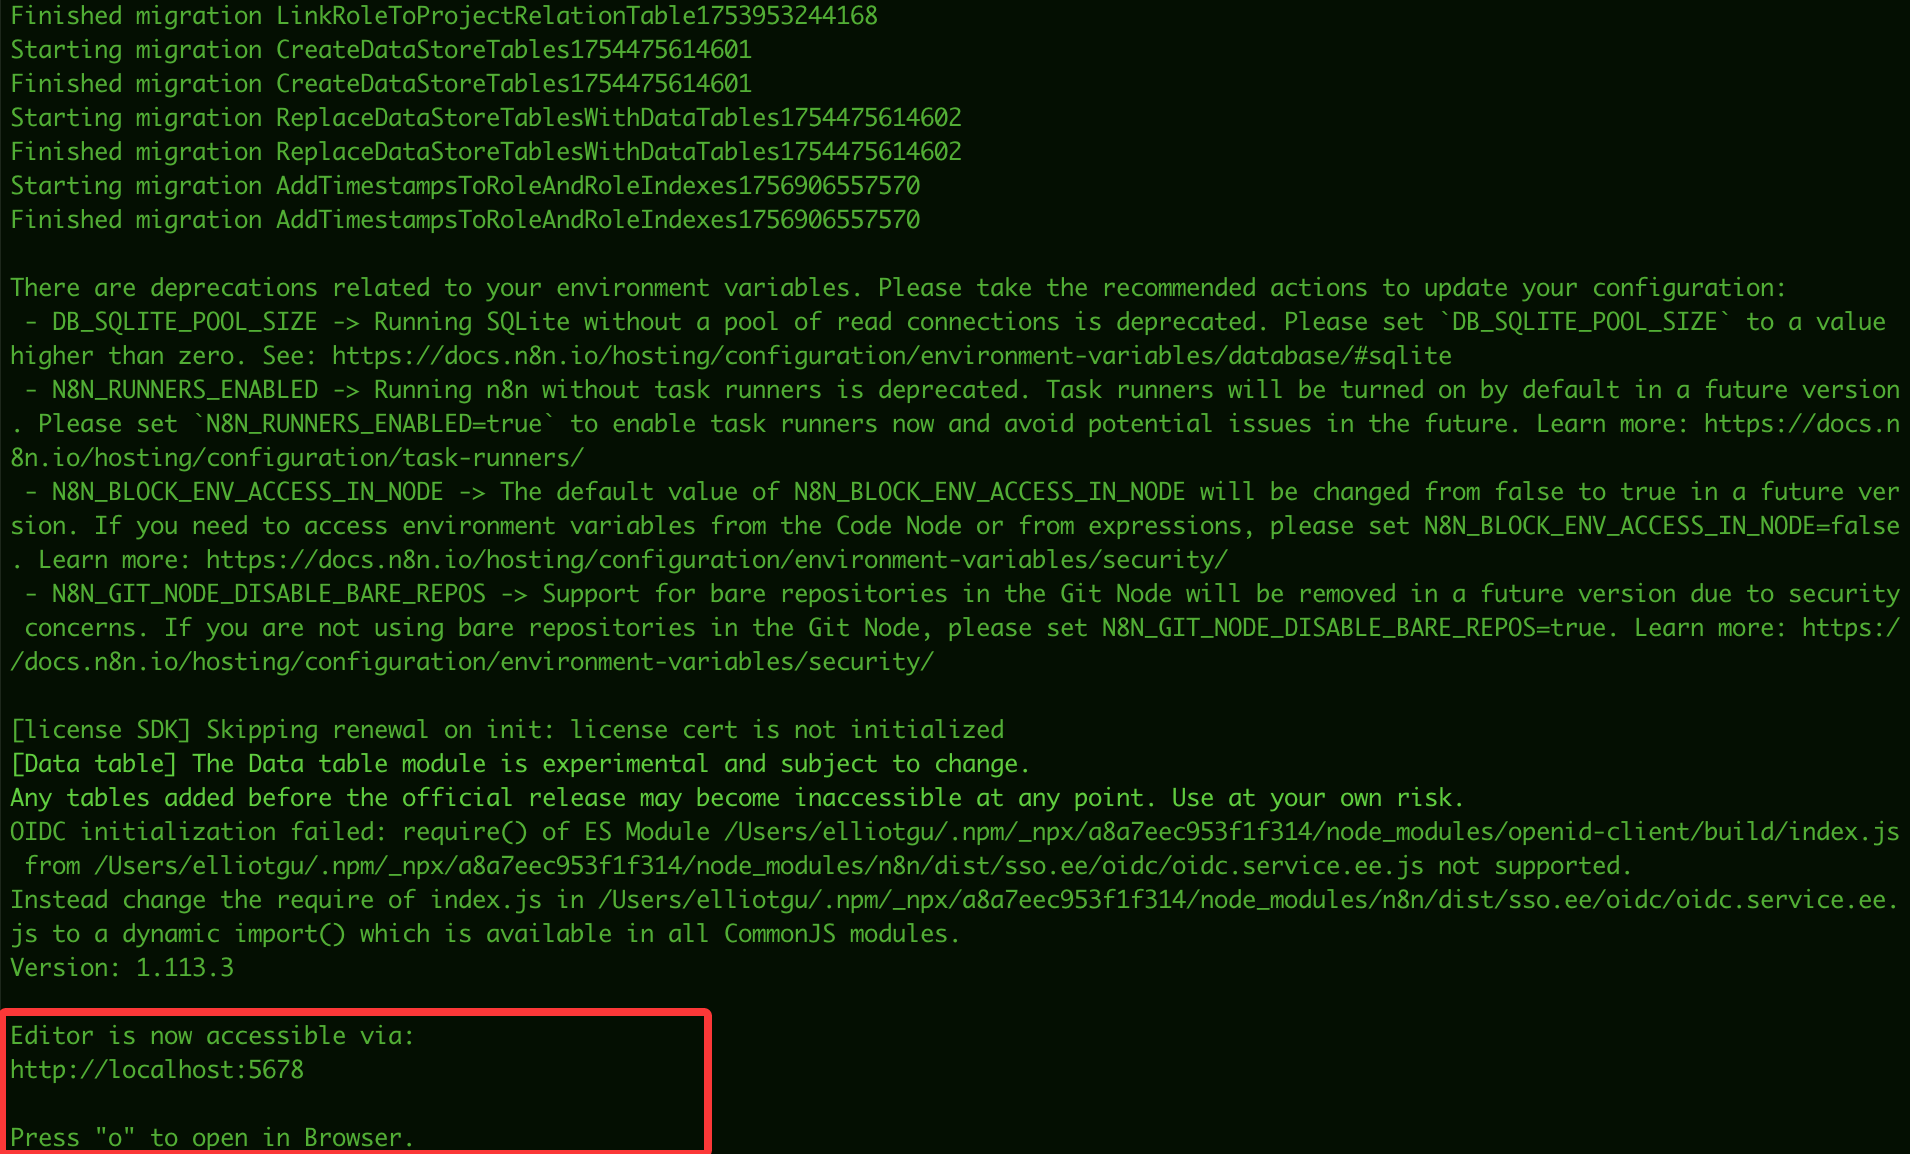 Finished migration LinkRoleToProjectRelationTable1753953244168
Starting migration CreateDataStoreTables1754475614601
Finished migration CreateDataStoreTables1754475614601
Starting migration ReplaceDataStoreTablesWithDataTables1754475614602
Finished migration ReplaceDataStoreTablesWithDataTables1754475614602
Starting migration AddTimestampsToRoleAndRoleIndexes1756906557570
Finished migration AddTimestampsToRoleAndRoleIndexes1756906557570
There are deprecations related to your environment variables. Please take the recommended actions to update your configuration:
 - DB_SQLITE_POOL_SIZE -> Running SQLite without a pool of read connections is deprecated. Please set `DB_SQLITE_POOL_SIZE` to a value
higher than zero. See: https://docs.n8n.io/hosting/configuration/environment-variables/database/#sqlite
 - N8N_RUNNERS_ENABLED -> Running n8n without task runners is deprecated. Task runners will be turned on by default in a future version
. Please set `N8N_RUNNERS_ENABLED=true` to enable task runners now and avoid potential issues in the future. Learn more: https://docs.n
8n.io/hosting/configuration/task-runners/
 - N8N_BLOCK_ENV_ACCESS_IN_NODE -> The default value of N8N_BLOCK_ENV_ACCESS_IN_NODE will be changed from false to true in a future ver
sion. If you need to access environment variables from the Code Node or from expressions, please set N8N_BLOCK_ENV_ACCESS_IN_NODE=false
. Learn more: https://docs.n8n.io/hosting/configuration/environment-variables/security/
 - N8N_GIT_NODE_DISABLE_BARE_REPOS -> Support for bare repositories in the Git Node will be removed in a future version due to security
 concerns. If you are not using bare repositories in the Git Node, please set N8N_GIT_NODE_DISABLE_BARE_REPOS=true. Learn more: https:/
/docs.n8n.io/hosting/configuration/environment-variables/security/
[license SDK] Skipping renewal on init: license cert is not initialized
[Data table] The Data table module is experimental and subject to change.
Any tables added before the official release may become inaccessible at any point. Use at your own risk.
OIDC initialization failed: require() of ES Module /Users/elliotgu/.npm/_npx/a8a7eec953f1f314/node_modules/openid-client/build/index.js
 from /Users/elliotgu/.npm/_npx/a8a7eec953f1f314/node_modules/n8n/dist/sso.ee/oidc/oidc.service.ee.js not supported.
Instead change the require of index.js in /Users/elliotgu/.npm/_npx/a8a7eec953f1f314/node_modules/n8n/dist/sso.ee/oidc/oidc.service.ee.
js to a dynamic import() which is available in all CommonJS modules.
Version: 1.113.3
Editor is now accessible via:
http://localhost:5678
Press "o" to open in Browser.